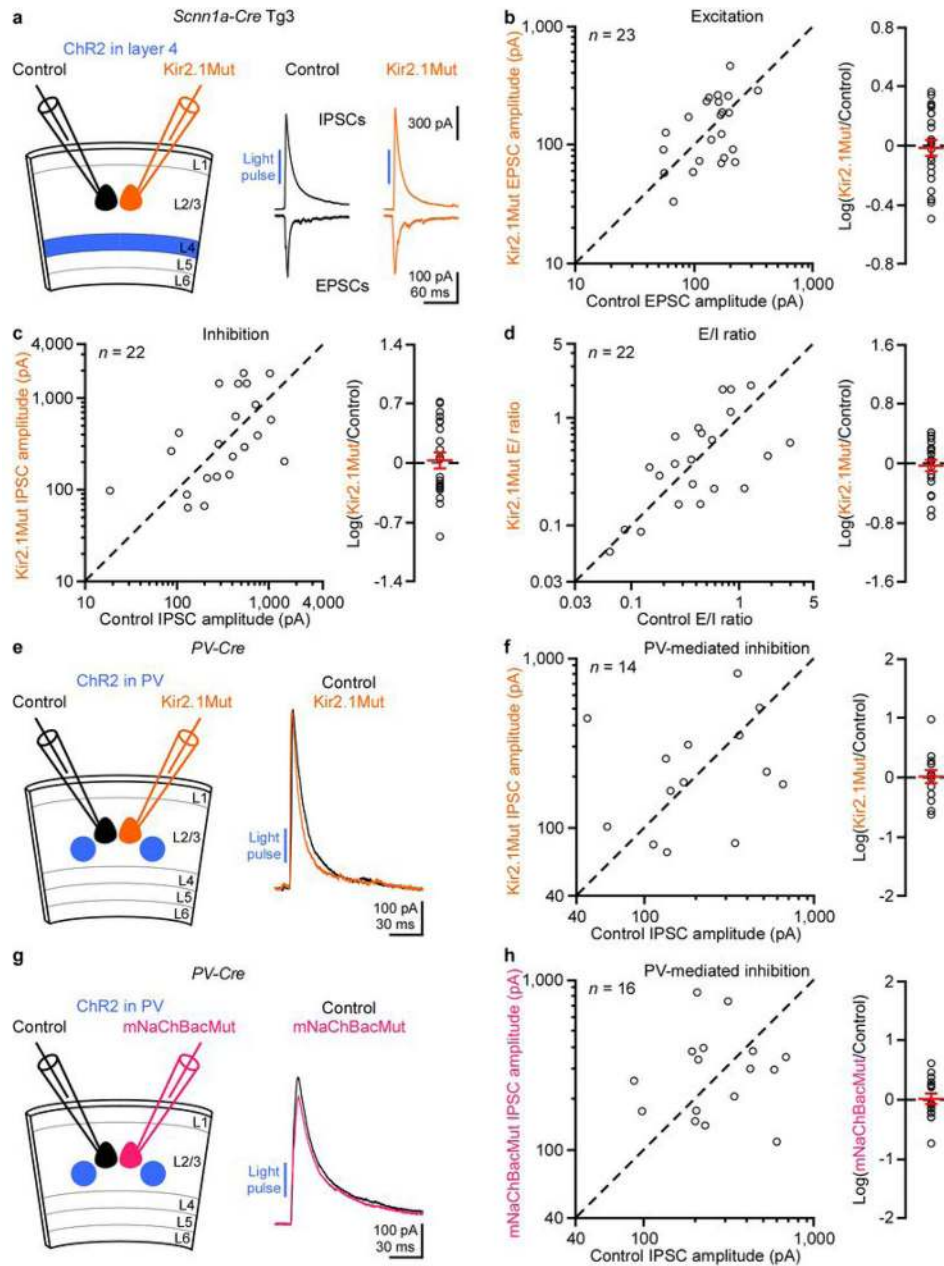 a
Scnn1a-Cre Tg3
ChR2 in layer 4
Control
Kir2.1Mut
L1
L2/3
L4
L5
L6
Control
Kir2.1Mut
IPSCs
300 pA
Light
pulse
EPSCs
100 pA
60 ms
b
Excitation
n = 23
Kir2.1Mut EPSC amplitude (pA)
1,000
100
10
10
100
1,000
Control EPSC amplitude (pA)
Log(Kir2.1Mut/Control)
0.8
0.4
0
-0.4
-0.8
c
Inhibition
n = 22
Kir2.1Mut IPSC amplitude (pA)
4,000
1,000
100
10
10
100
1,000
4,000
Control IPSC amplitude (pA)
Log(Kir2.1Mut/Control)
1.4
0.7
0
-0.7
-1.4
d
E/I ratio
n = 22
Kir2.1Mut E/ ratio
5
1
0.1
0.03
0.03
0.1
1
5
Control E/I ratio
Log(Kir2.1Mut/Control)
1.6
0.8
0
-0.8
-1.6
e
PV-Cre
ChR2 in PV
Control
Kir2.1Mut
L1
L2/3
L4
L5
L6
Control
Kir2.1Mut
Light
pulse
100 pA
30 ms
f
PV-mediated inhibition
n = 14
Kir2.1Mut IPSC amplitude (pA)
1,000
100
40
40
100
1,000
Control IPSC amplitude (pA)
Log(Kir2.1Mut/Control)
2
1
0
-1
-2
g
PV-Cre
ChR2 in PV
Control
mNaChBacMut
L1
L2/3
L4
L5
L6
Control
mNaChBacMut
Light
pulse
100 pA
30 ms
h
PV-mediated inhibition
n = 16
mNaChBacMut IPSC amplitude (pA)
1,000
100
40
40
100
1,000
Control IPSC amplitude (pA)
Log(mNaChBacMut/Control)
2
1
0
-1
-2